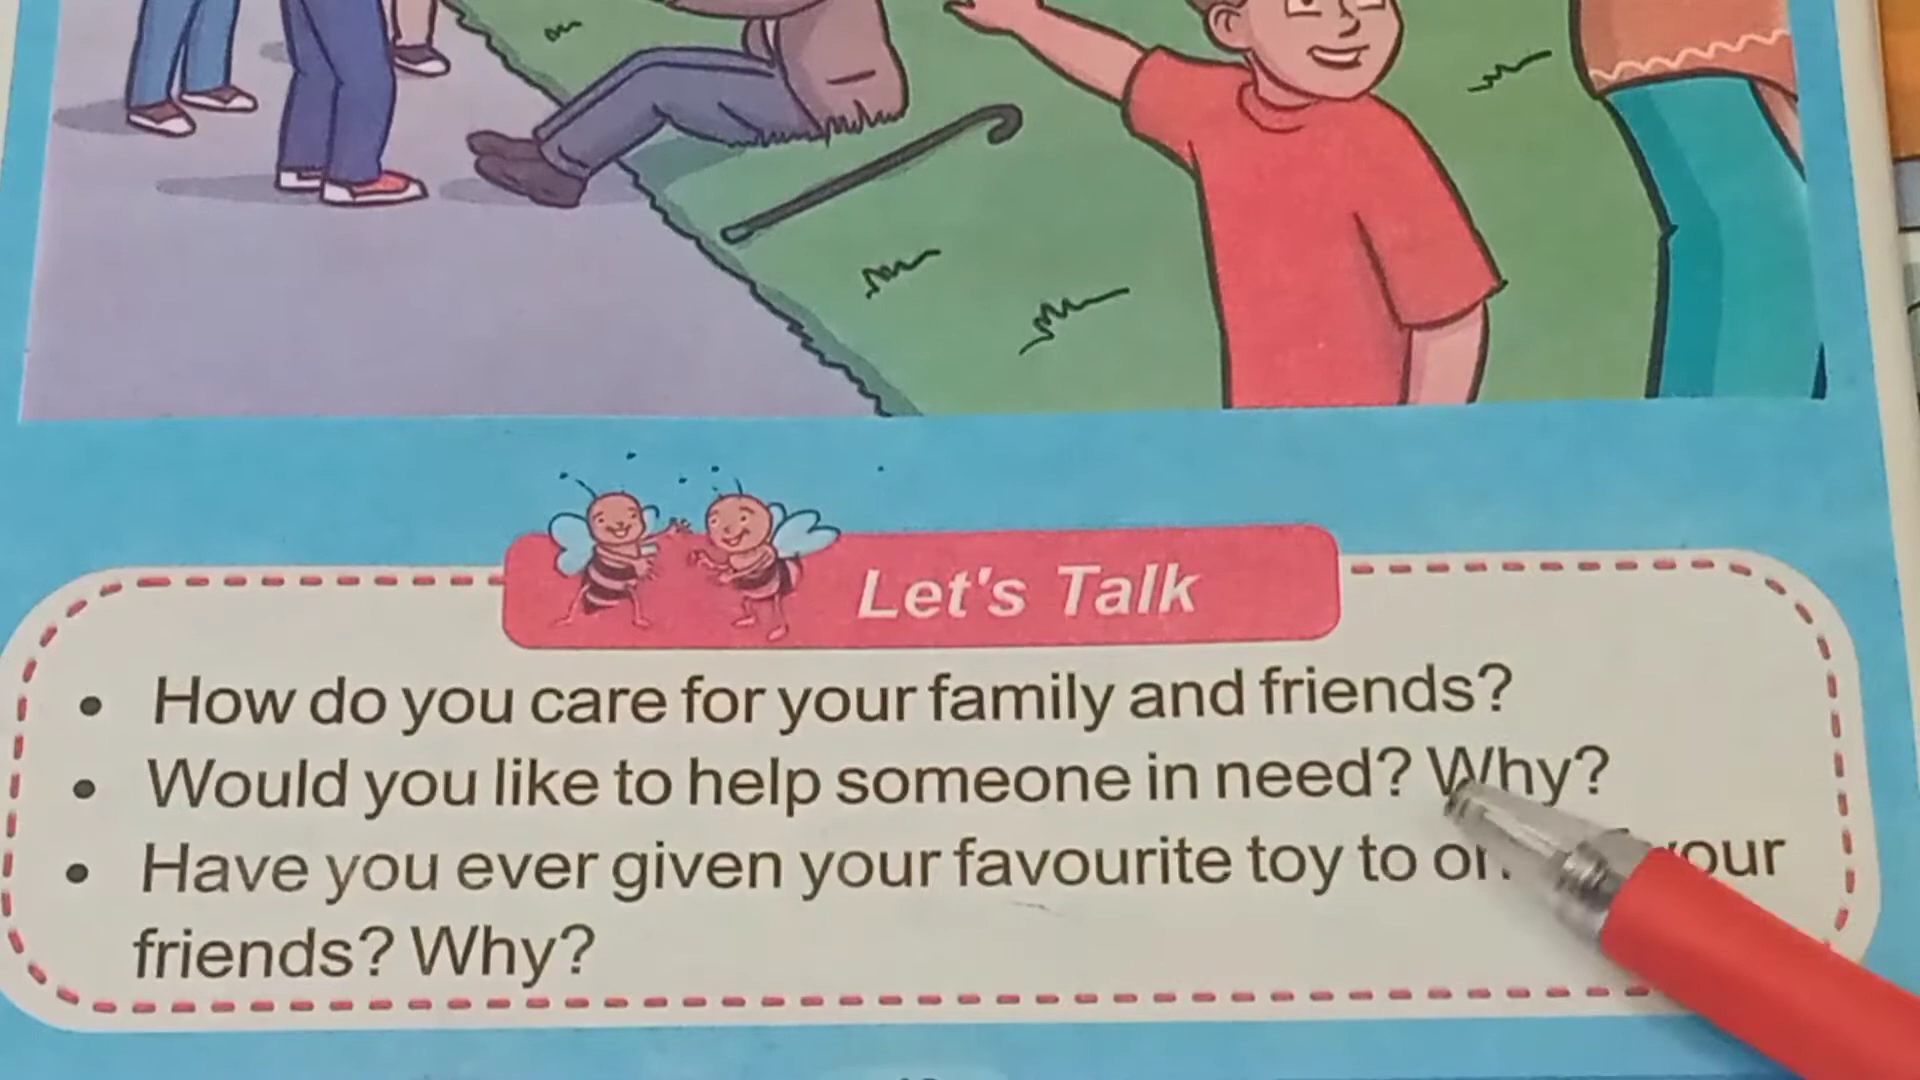 Let's Talk
• How do you care for your family and friends?
• Would you like to help someone in need? Why?
• Have you ever given your favourite toy to your
friends? Why?